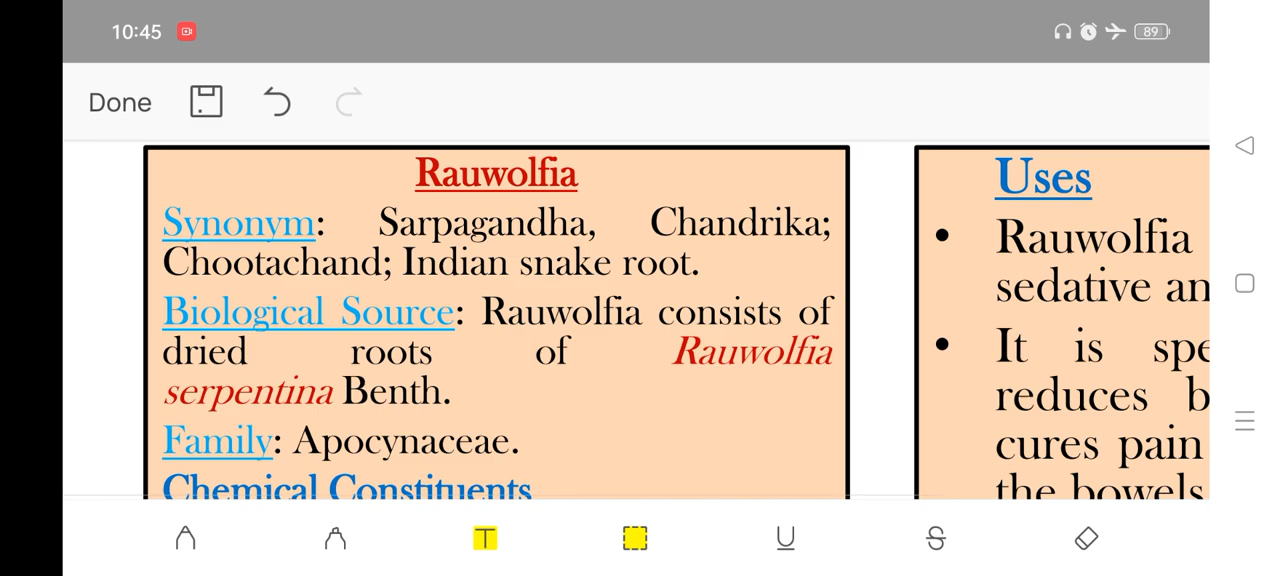 10:45
89
Done
Rauwolfia
Synonym: Sarpagandha, Chandrika;
Chootachand; Indian snake root.
Biological Source: Rauwolfia consists of
dried roots of Rauwolfia
serpentina Benth.
Family: Apocynaceae.
Chemical Constituents
Uses
• Rauwolfia
sedative an
• It is spe
reduces b
cures pain
the bowels
T
U
S